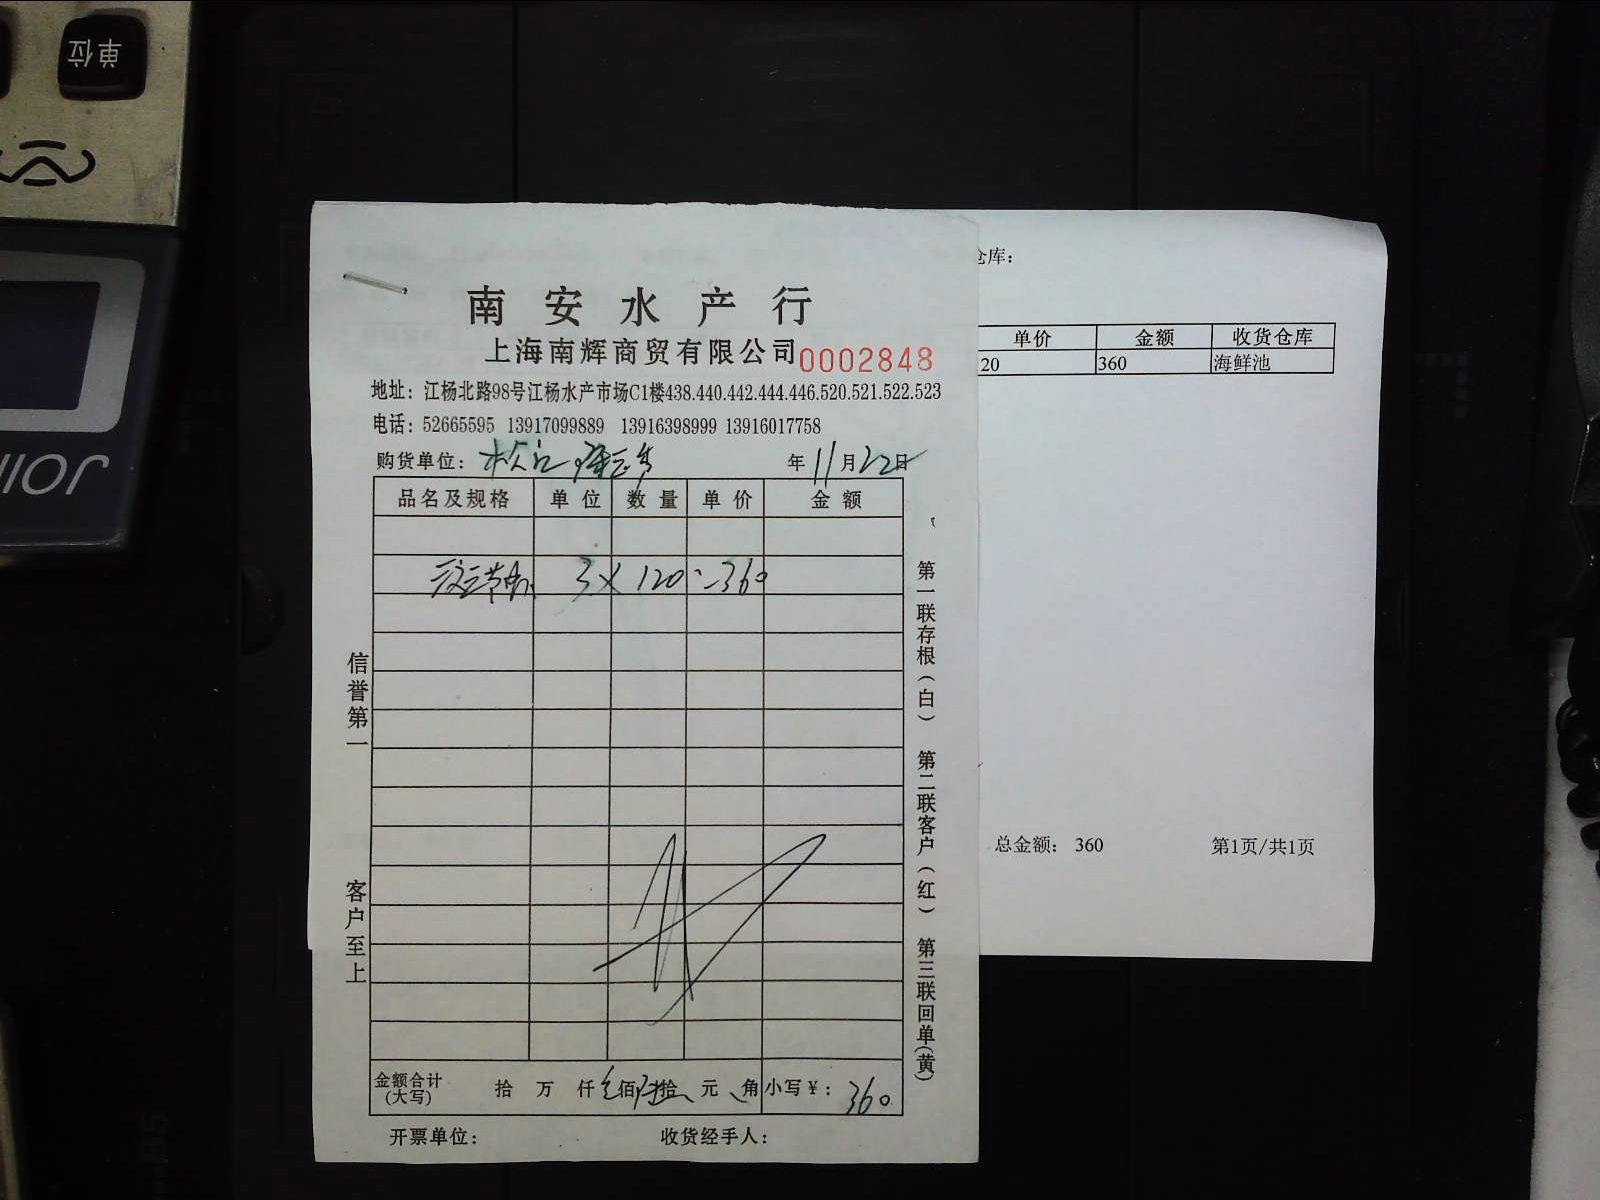 单位
南安水产行
上海南辉商贸有限公司 0002848
地址：江杨北路98号江杨水产市场C1楼438.440.442.444.446.520.521.522.523
电话：52665595 13917099889 13916398999 13916017758
购货单位：松江 年11月22日
品名及规格 单位 数量 单价 金额
3 x 120 = 360
信誉第一
客户至上
第一联存根（白） 第二联客户（红） 第三联回单（黄）
金额合计（大写） 拾 万 仟 佰 拾 元 角 小写￥：360
开票单位： 收货经手人：
仓库：
单价 金额 收货仓库
20 360 海鲜池
总金额： 360 第1页/共1页